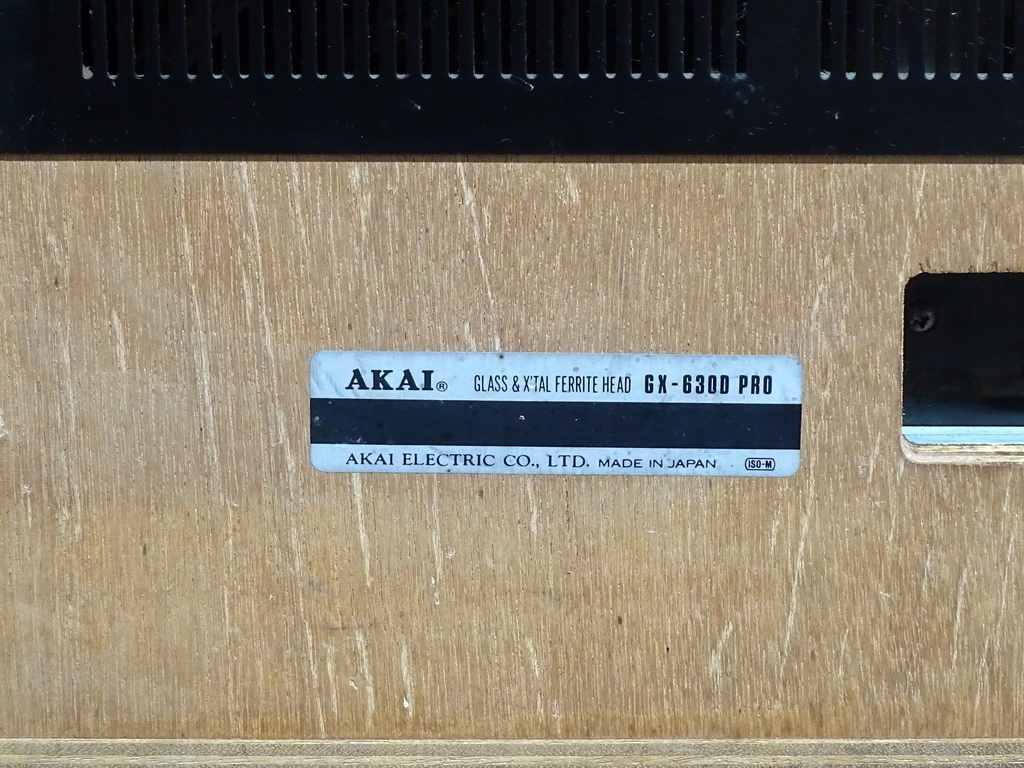 AKAI® GLASS & X'TAL FERRITE HEAD GX-630D PRO
AKAI ELECTRIC CO., LTD. MADE IN JAPAN ISO-M